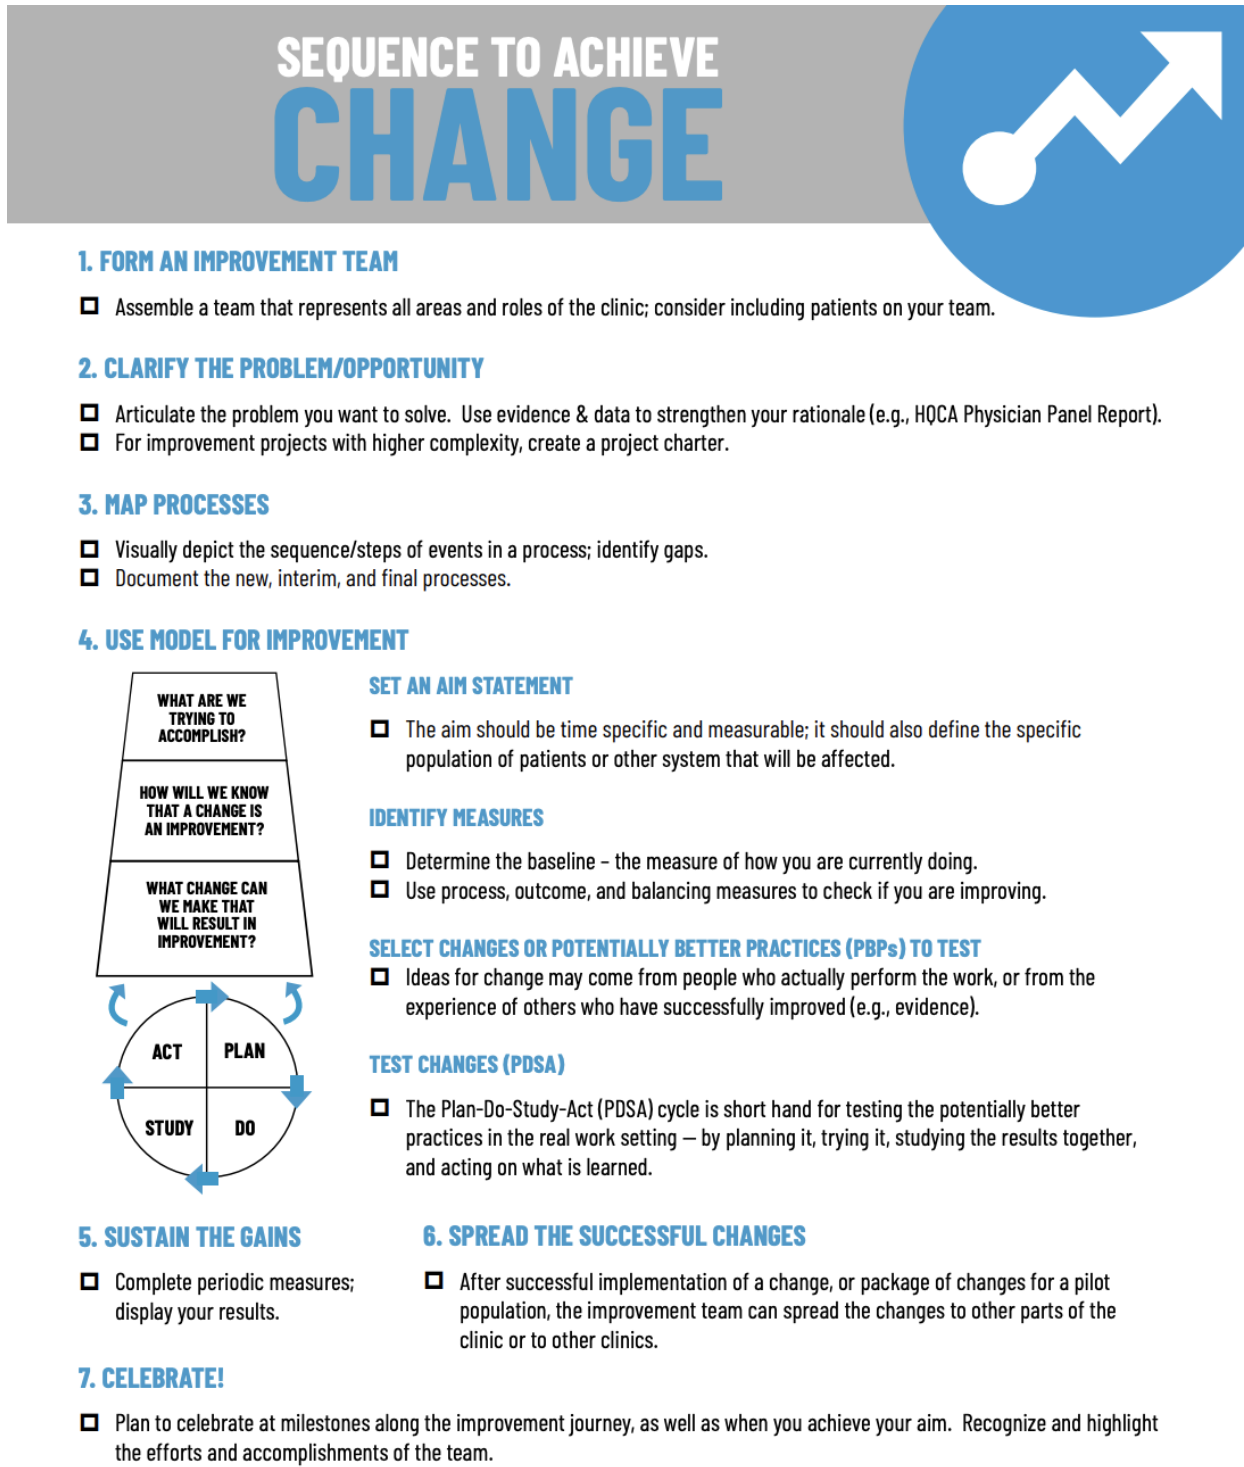 SEQUENCE TO ACHIEVE
CHANGE
1. FORM AN IMPROVEMENT TEAM
Assemble a team that represents all areas and roles of the clinic; consider including patients on your team.
2. CLARIFY THE PROBLEM/OPPORTUNITY
Articulate the problem you want to solve.  Use evidence & data to strengthen your rationale (e.g., HQCA Physician Panel Report).
For improvement projects with higher complexity, create a project charter.
3. MAP PROCESSES
Visually depict the sequence/steps of events in a process; identify gaps.
Document the new, interim, and final processes.
4. USE MODEL FOR IMPROVEMENT
WHAT ARE WE
TRYING TO
ACCOMPLISH?
HOW WILL WE KNOW
THAT A CHANGE IS
AN IMPROVEMENT?
WHAT CHANGE CAN
WE MAKE THAT
WILL RESULT IN
IMPROVEMENT?
ACT
PLAN
STUDY
DO
SET AN AIM STATEMENT
The aim should be time specific and measurable; it should also define the specific
population of patients or other system that will be affected.
IDENTIFY MEASURES
Determine the baseline – the measure of how you are currently doing.
Use process, outcome, and balancing measures to check if you are improving.
SELECT CHANGES OR POTENTIALLY BETTER PRACTICES (PBPs) TO TEST
Ideas for change may come from people who actually perform the work, or from the
experience of others who have successfully improved (e.g., evidence).
TEST CHANGES (PDSA)
The Plan-Do-Study-Act (PDSA) cycle is short hand for testing the potentially better
practices in the real work setting — by planning it, trying it, studying the results together,
and acting on what is learned.
5. SUSTAIN THE GAINS
Complete periodic measures;
display your results.
6. SPREAD THE SUCCESSFUL CHANGES
After successful implementation of a change, or package of changes for a pilot
population, the improvement team can spread the changes to other parts of the
clinic or to other clinics.
7. CELEBRATE!
Plan to celebrate at milestones along the improvement journey, as well as when you achieve your aim.  Recognize and highlight
the efforts and accomplishments of the team.